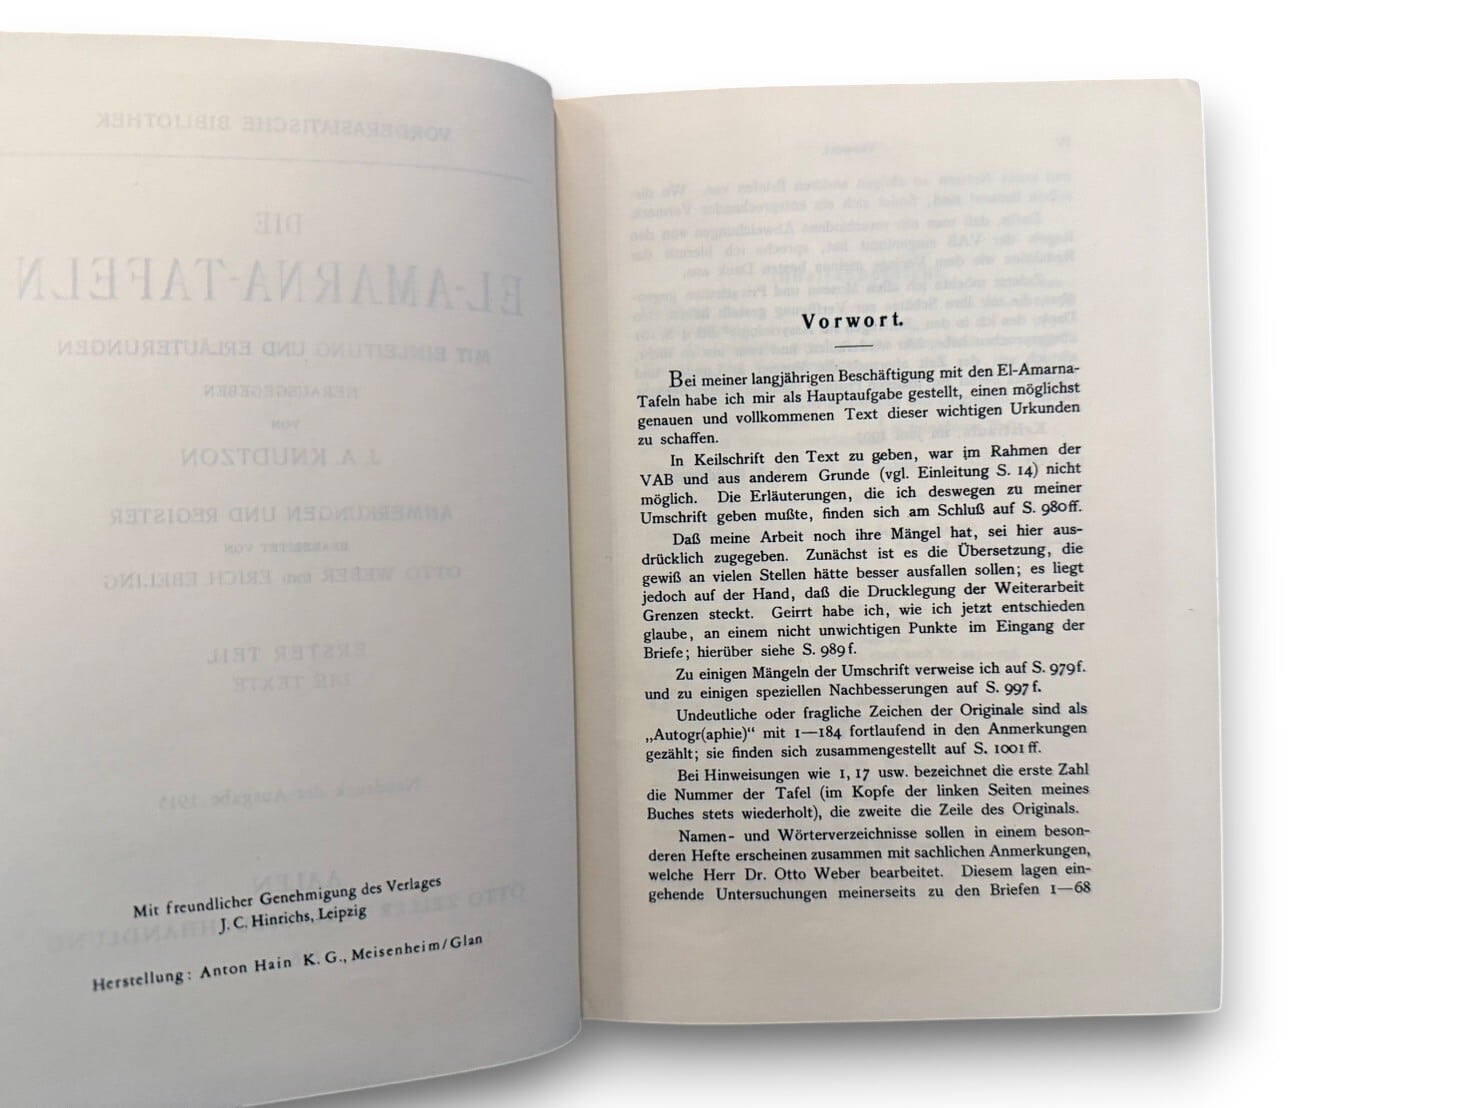 Mit freundlicher Genehmigung des Verlages
J. C. Hinrichs, Leipzig
Herstellung: Anton Hain K. G., Meisenheim/Glan
Vorwort.
Bei meiner langjährigen Beschäftigung mit den El-Amarna-
Tafeln habe ich mir als Hauptaufgabe gestellt, einen möglichst
genauen und vollkommenen Text dieser wichtigen Urkunden
zu schaffen.
In Keilschrift den Text zu geben, war im Rahmen der
VAB und aus anderem Grunde (vgl. Einleitung S. 14) nicht
möglich. Die Erläuterungen, die ich deswegen zu meiner
Umschrift geben mußte, finden sich am Schluß auf S. 980ff.
Daß meine Arbeit noch ihre Mängel hat, sei hier aus-
drücklich zugegeben. Zunächst ist es die Übersetzung, die
gewiß an vielen Stellen hätte besser ausfallen sollen; es liegt
jedoch auf der Hand, daß die Drucklegung der Weiterarbeit
Grenzen steckt. Geirrt habe ich, wie ich jetzt entschieden
glaube, an einem nicht unwichtigen Punkte im Eingang der
Briefe; hierüber siehe S. 989 f.
Zu einigen Mängeln der Umschrift verweise ich auf S. 979f.
und zu einigen speziellen Nachbesserungen auf S. 997 f.
Undeutliche oder fragliche Zeichen der Originale sind als
„Autogr(aphie)“ mit 1—184 fortlaufend in den Anmerkungen
gezählt; sie finden sich zusammengestellt auf S. 1001 ff.
Bei Hinweisungen wie 1, 17 usw. bezeichnet die erste Zahl
die Nummer der Tafel (im Kopfe der linken Seiten meines
Buches stets wiederholt), die zweite die Zeile des Originals.
Namen- und Wörterverzeichnisse sollen in einem beson-
deren Hefte erscheinen zusammen mit sachlichen Anmerkungen,
welche Herr Dr. Otto Weber bearbeitet. Diesem lagen ein-
gehende Untersuchungen meinerseits zu den Briefen 1—68